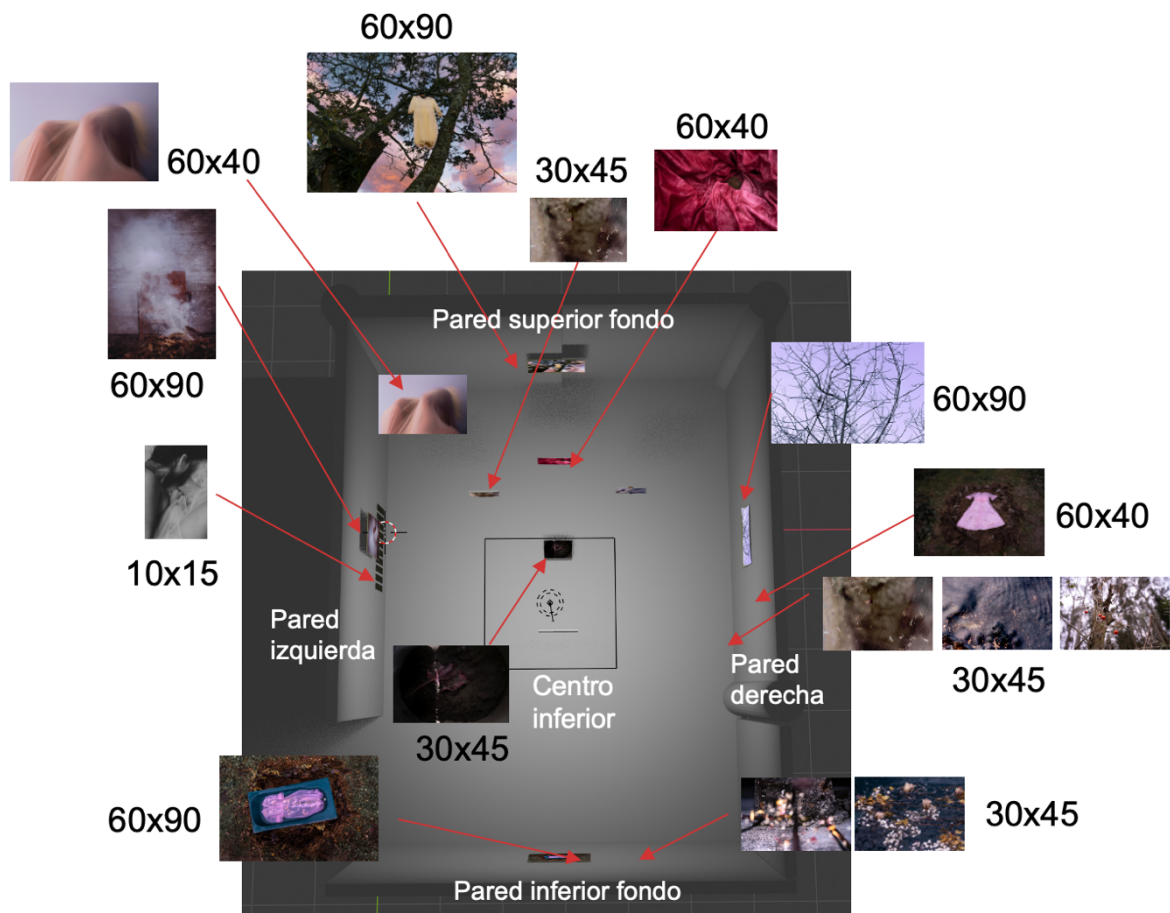 60x90
60x40
60x40
30x45
Pared superior fondo
60x90
60x90
60x40
10x15
Pared
izquierda
Centro
inferior
Pared
derecha
30x45
30x45
60x90
30x45
Pared inferior fondo